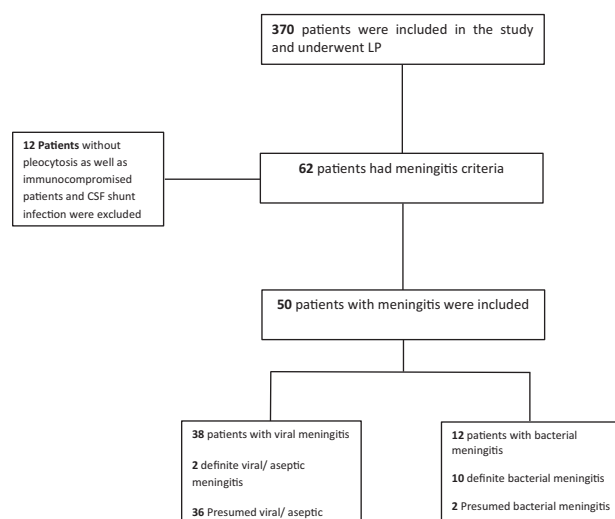 370 patients were included in the study
and underwent LP
12 Patients without
pleocytosis as well as
immunocompromised
patients and CSF shunt
infection were excluded
62 patients had meningitis criteria
50 patients with meningitis were included
38 patients with viral meningitis
2 definite viral/ aseptic
meningitis
36 Presumed viral/ aseptic
12 patients with bacterial
meningitis
10 definite bacterial meningitis
2 Presumed bacterial meningitis